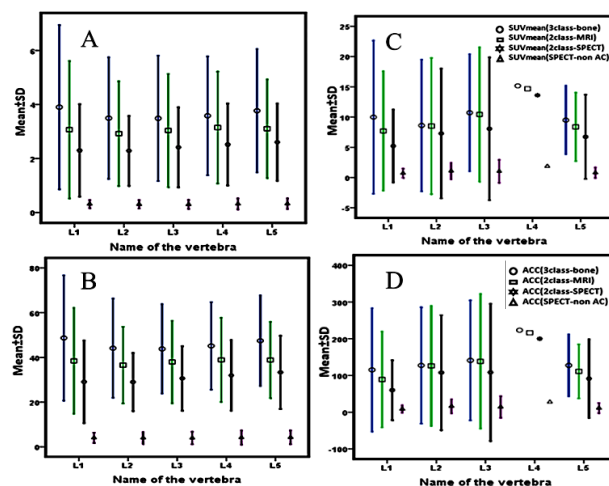 A
Mean±SD
6
4
2
0
L1 L2 L3 L4 L5
Name of the vertebra
C
SUVmean(3class-bone)
SUVmean(2class-MRI)
SUVmean(2class-SPECT)
SUVmean(SPECT-non AC)
Mean±SD
25
20
15
10
5
0
-5
L1 L2 L3 L4 L5
Name of the vertebra
B
Mean±SD
80
60
40
20
0
L1 L2 L3 L4 L5
Name of the vertebra
D
ACC(3class-bone)
ACC(2class-MRI)
ACC(2class-SPECT)
ACC(SPECT-non AC)
Mean±SD
400
300
200
100
0
-100
L1 L2 L3 L4 L5
Name of the vertebra